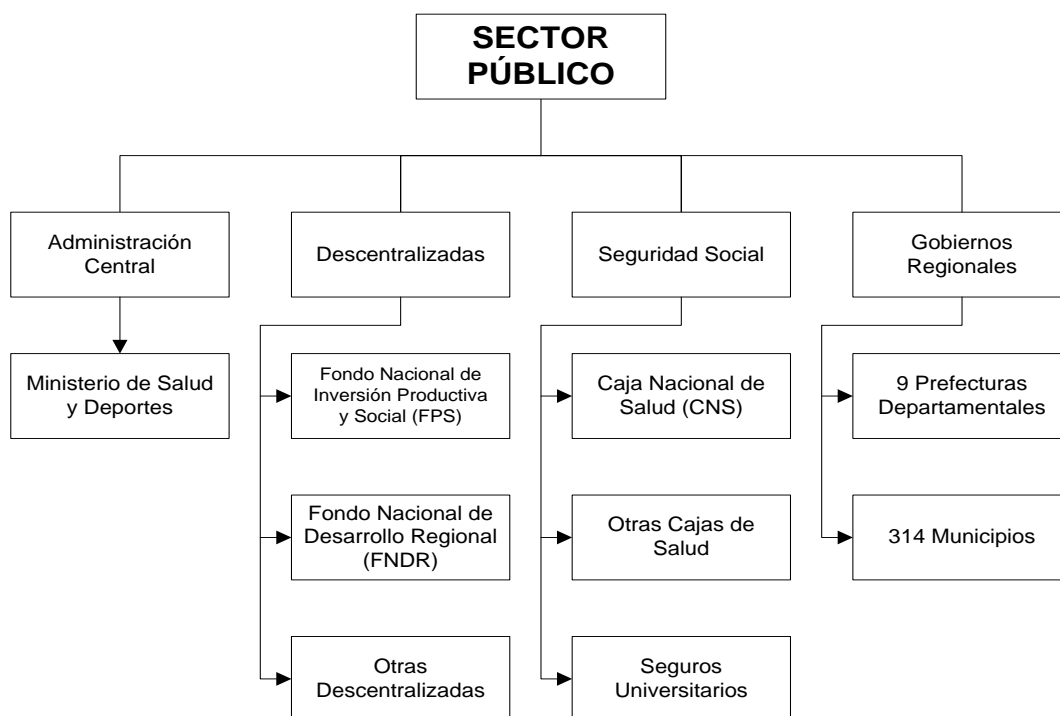 SECTOR
PÚBLICO
Administración
Central
Descentralizadas
Seguridad Social
Gobiernos
Regionales
Ministerio de Salud
y Deportes
Fondo Nacional de
Inversión Productiva
y Social (FPS)
Caja Nacional de
Salud (CNS)
9 Prefecturas
Departamentales
Fondo Nacional de
Desarrollo Regional
(FNDR)
Otras Cajas de
Salud
314 Municipios
Otras
Descentralizadas
Seguros
Universitarios